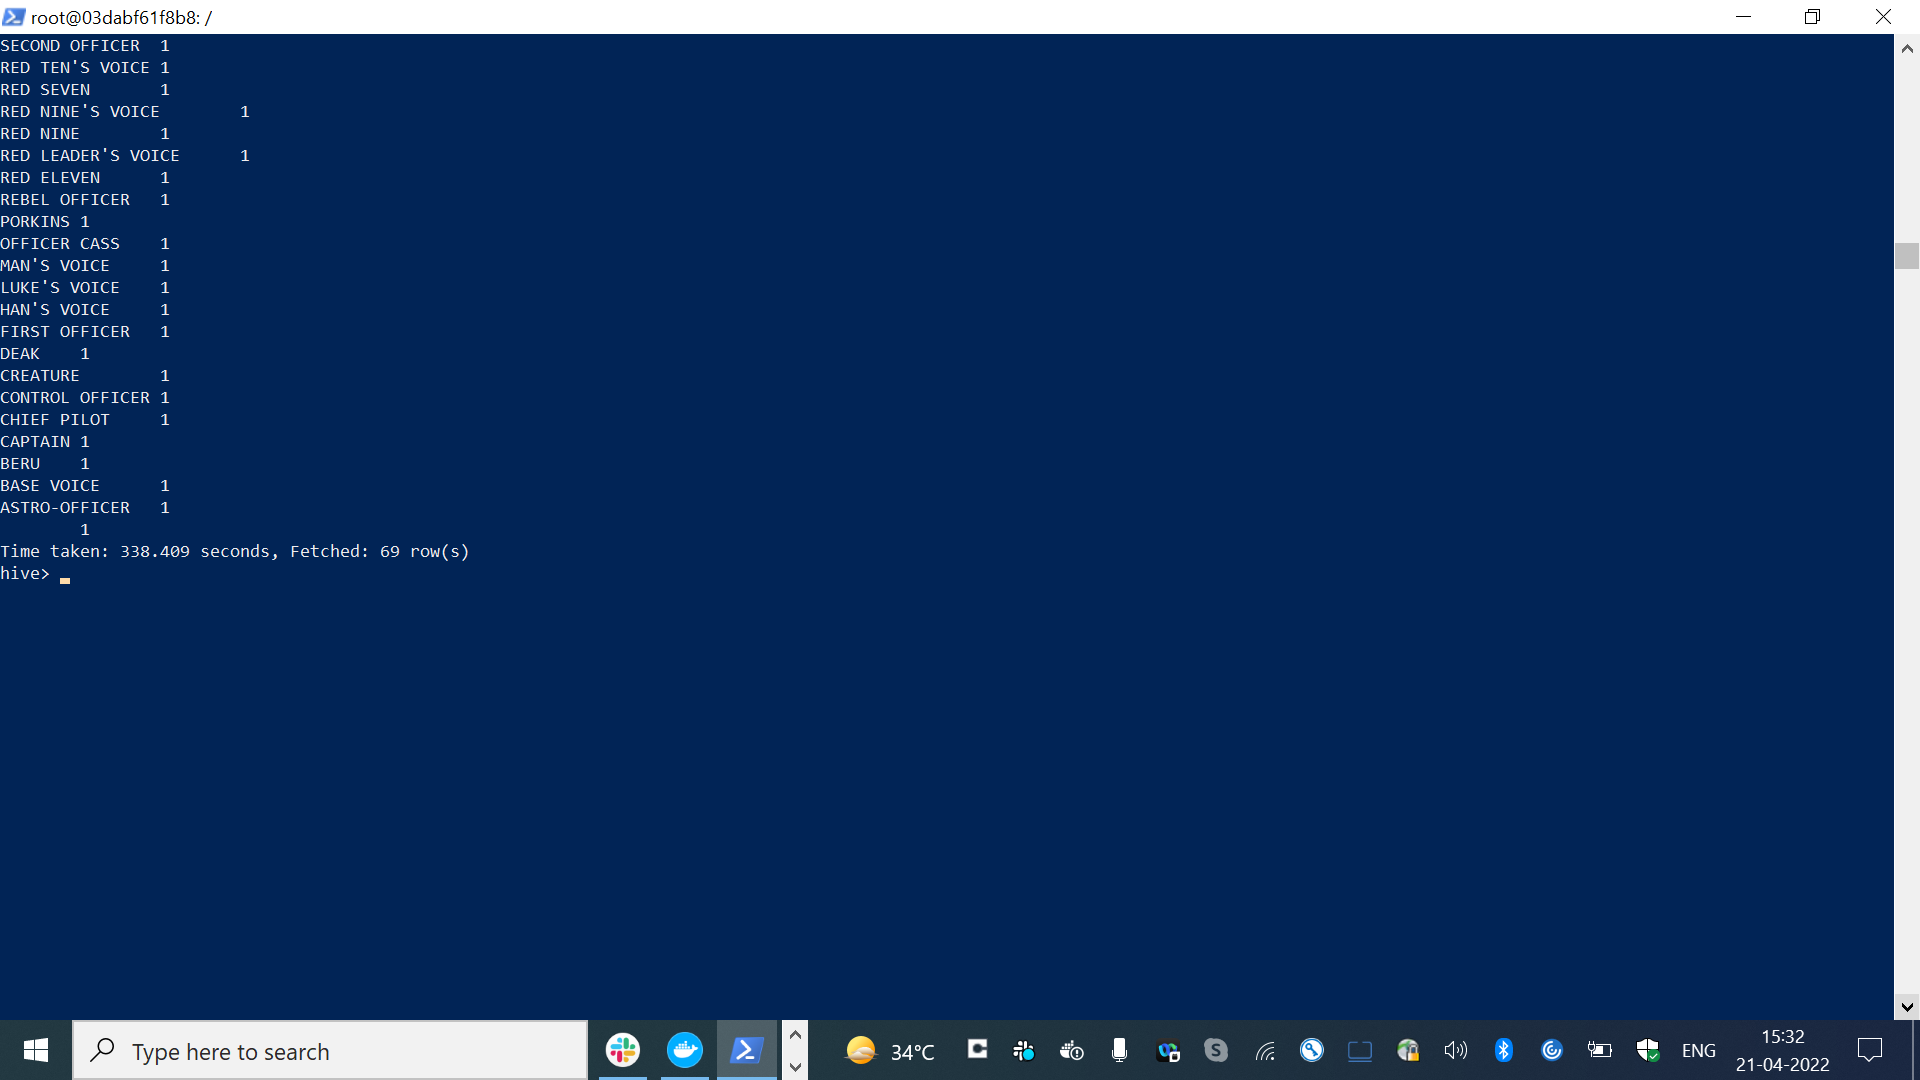 root@03dabf61f8b8: /
SECOND OFFICER 1
RED TEN'S VOICE 1
RED SEVEN 1
RED NINE'S VOICE 1
RED NINE 1
RED LEADER'S VOICE 1
RED ELEVEN 1
REBEL OFFICER 1
PORKINS 1
OFFICER CASS 1
MAN'S VOICE 1
LUKE'S VOICE 1
HAN'S VOICE 1
FIRST OFFICER 1
DEAK 1
CREATURE 1
CONTROL OFFICER 1
CHIEF PILOT 1
CAPTAIN 1
BERU 1
BASE VOICE 1
ASTRO-OFFICER 1
1
Time taken: 338.409 seconds, Fetched: 69 row(s)
hive>
Type here to search
34°C
ENG
15:32
21-04-2022